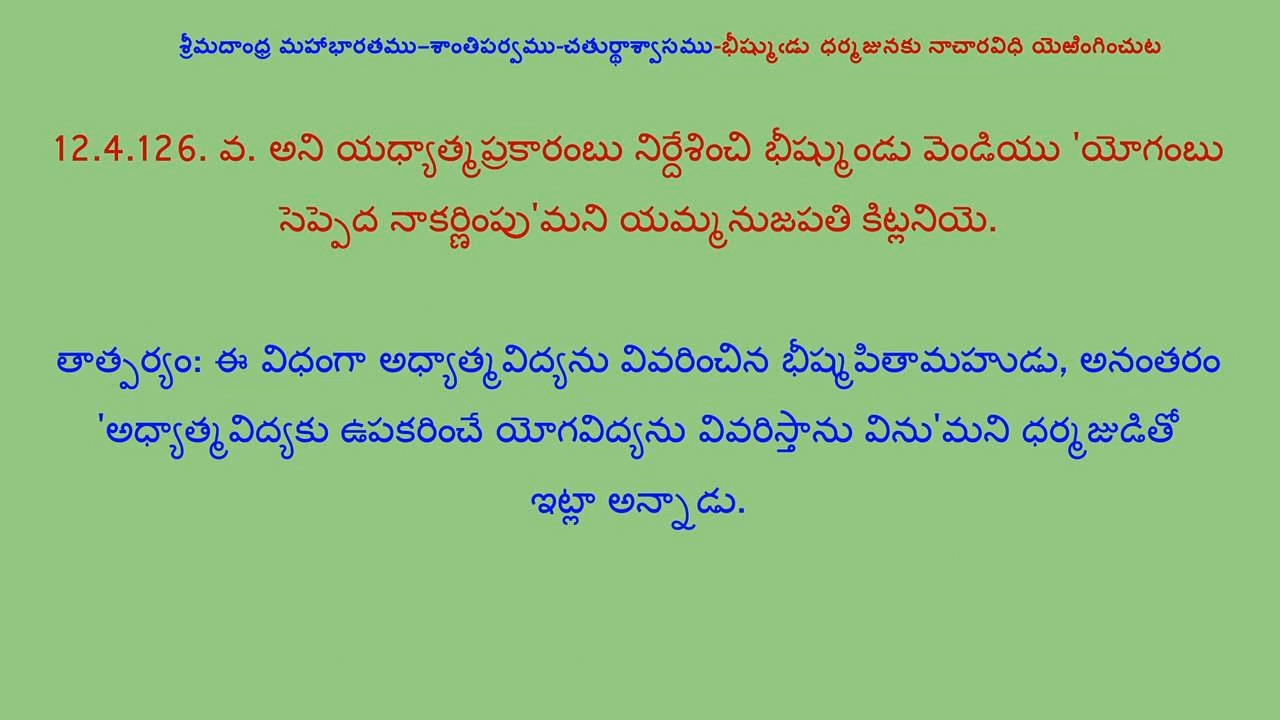 శ్రీమదాంధ్ర మహాభారతము–శాంతిపర్వము-చతుర్థాశ్వాసము-భీష్ముఁడు ధర్మజునకు నాచారవిధి యెఱింగించుట
12.4.126. వ. అని యధ్యాత్మప్రకారంబు నిర్దేశించి భీష్ముండు వెండియు 'యోగంబు
సెప్పెద నాకర్ణింపు'మని యమ్మనుజపతి కిట్లనియె.
తాత్పర్యం: ఈ విధంగా అధ్యాత్మవిద్యను వివరించిన భీష్మపితామహుడు, అనంతరం
'అధ్యాత్మవిద్యకు ఉపకరించే యోగవిద్యను వివరిస్తాను విను'మని ధర్మజుడితో
ఇట్లా అన్నాడు.